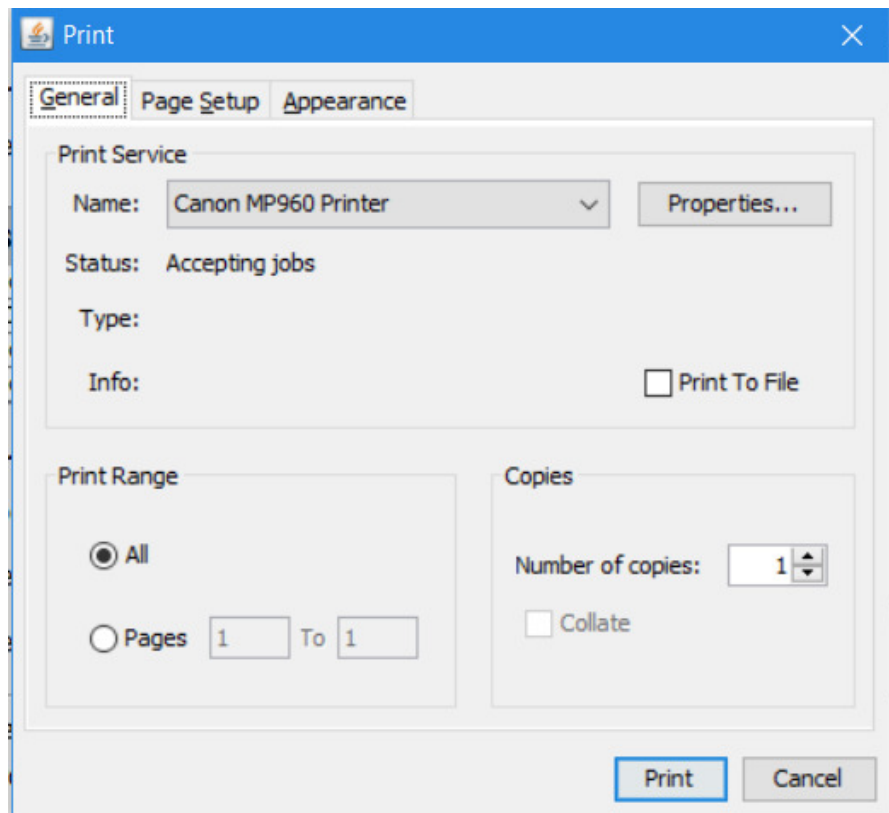 Print
General Page Setup Appearance
Print Service
Name: Canon MP960 Printer Properties...
Status: Accepting jobs
Type:
Info: Print To File
Print Range
All
Pages 1 To 1
Copies
Number of copies: 1
Collate
Print Cancel